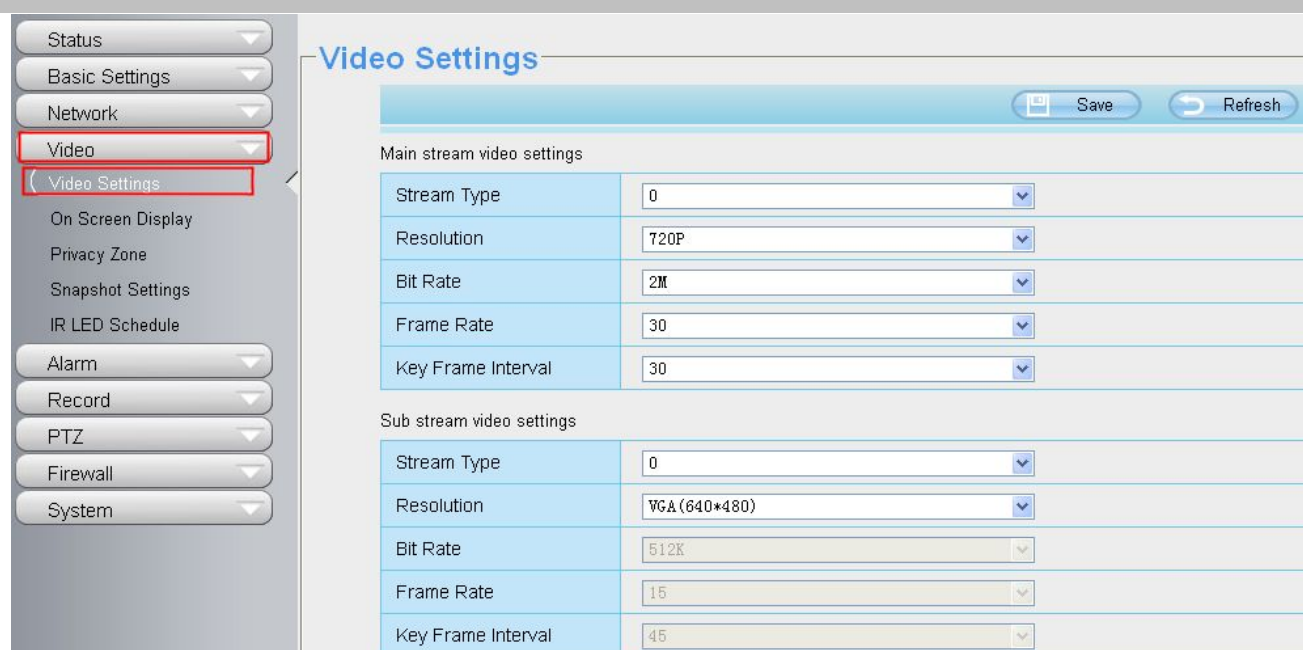 Status
Basic Settings
Network
Video
Video Settings
On Screen Display
Privacy Zone
Snapshot Settings
IR LED Schedule
Alarm
Record
PTZ
Firewall
System
Video Settings
Save Refresh
Main stream video settings
Stream Type 0
Resolution 720P
Bit Rate 2M
Frame Rate 30
Key Frame Interval 30
Sub stream video settings
Stream Type 0
Resolution VGA(640*480)
Bit Rate 512K
Frame Rate 15
Key Frame Interval 45